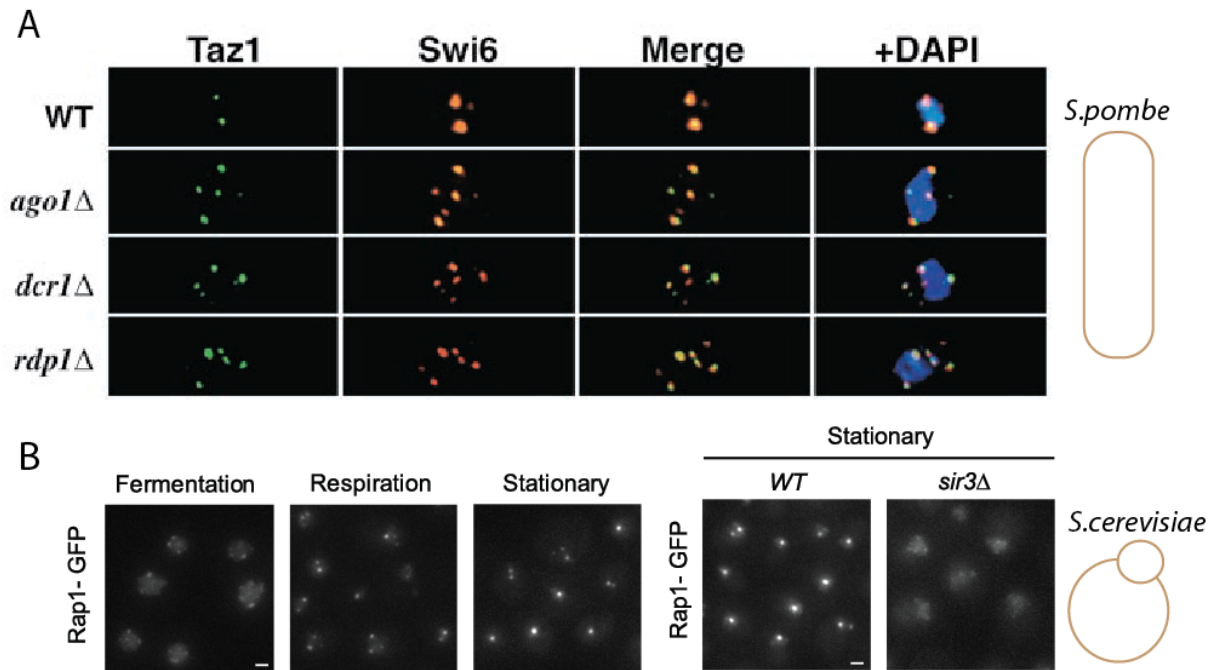 A
Taz1 Swi6 Merge +DAPI
WT
ago1Δ
dcr1Δ
rdp1Δ
S.pombe
B
Stationary
Fermentation Respiration Stationary WT sir3Δ
Rap1- GFP
Rap1- GFP
S.cerevisiae